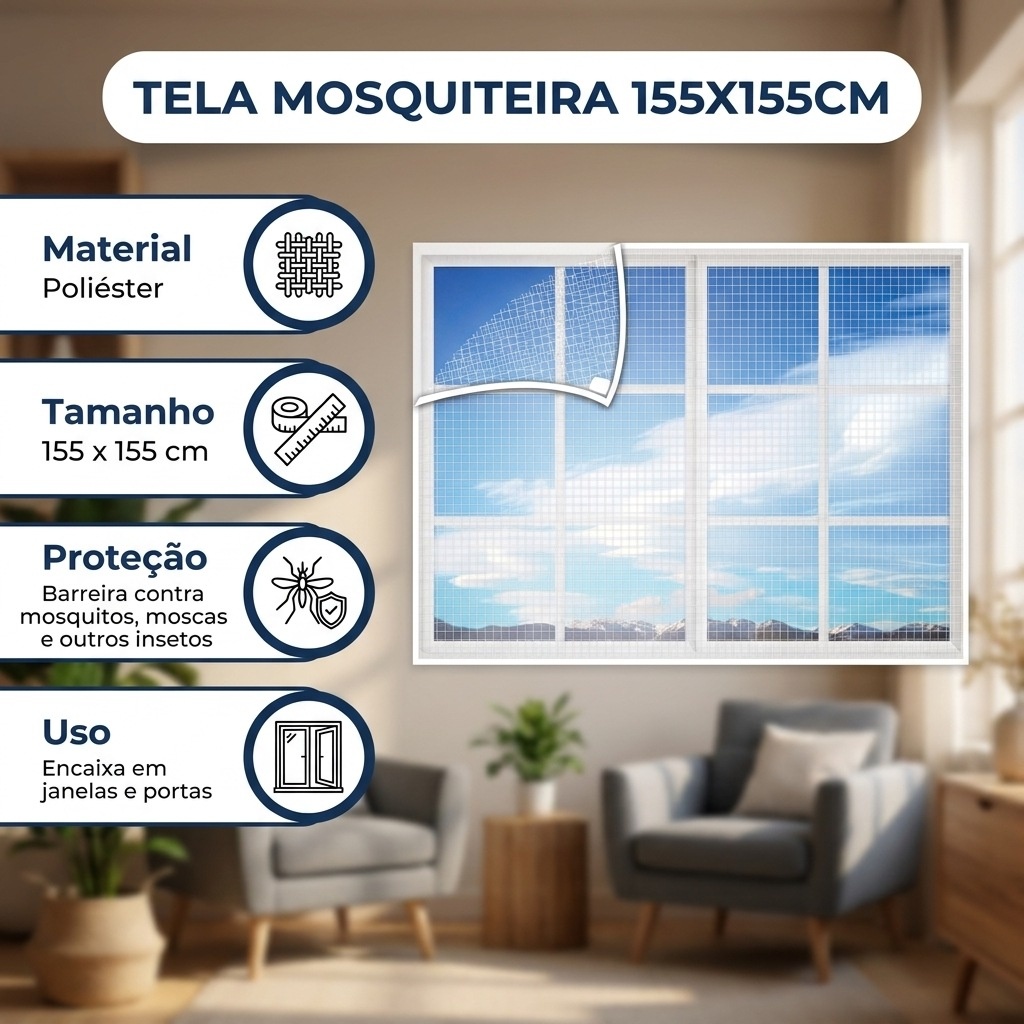 TELA MOSQUITEIRA 155X155CM
Material
Poliéster
Tamanho
155 x 155 cm
Proteção
Barreira contra
mosquitos, moscas
e outros insetos
Uso
Encaixa em
janelas e portas